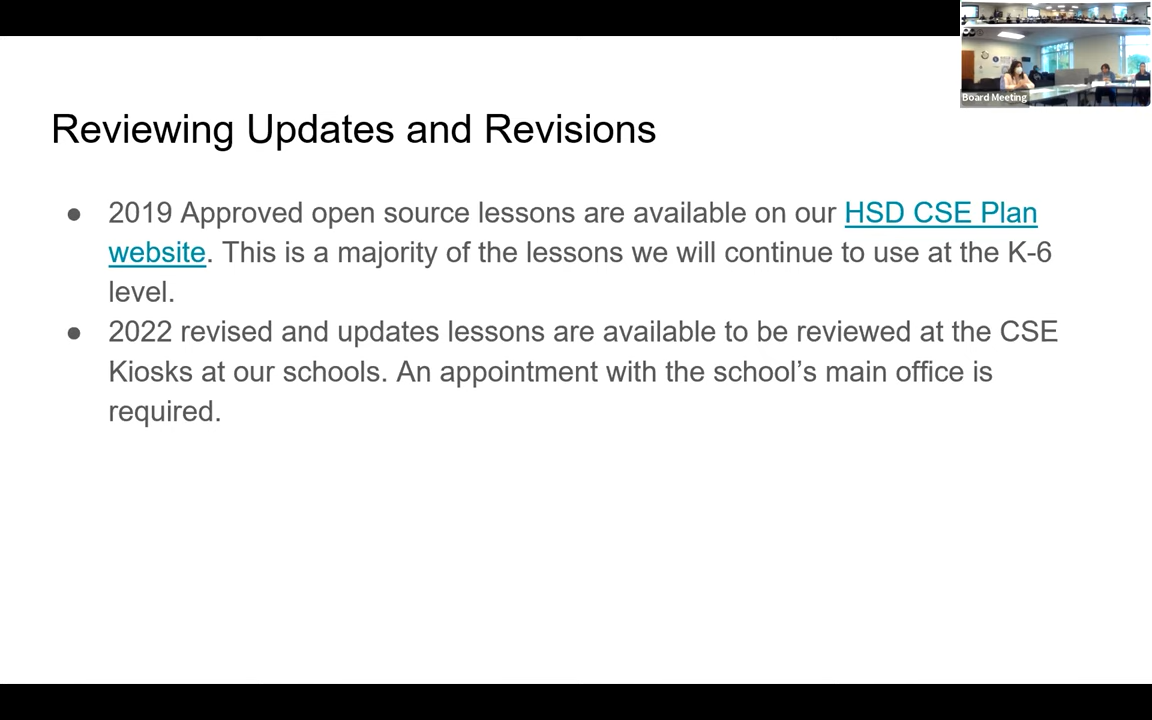 Board Meeting
Reviewing Updates and Revisions
● 2019 Approved open source lessons are available on our HSD CSE Plan
website. This is a majority of the lessons we will continue to use at the K-6
level.
● 2022 revised and updates lessons are available to be reviewed at the CSE
Kiosks at our schools. An appointment with the school’s main office is
required.